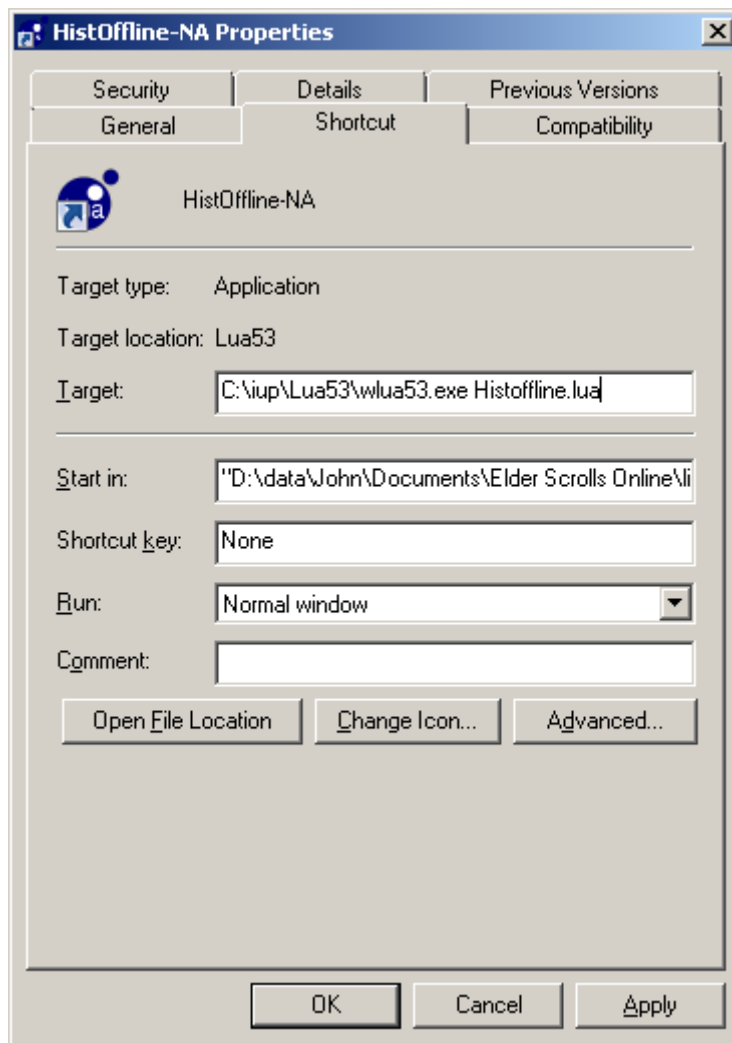 HistOffline-NA Properties
Security Details Previous Versions
General Shortcut Compatibility
a HistOffline-NA
Target type: Application
Target location: Lua53
Target: C:\iup\Lua53\wlua53.exe Histoffline.lua
Start in: "D:\data\John\Documents\Elder Scrolls Online\li
Shortcut key: None
Run: Normal window
Comment:
Open File Location Change Icon... Advanced...
OK Cancel Apply